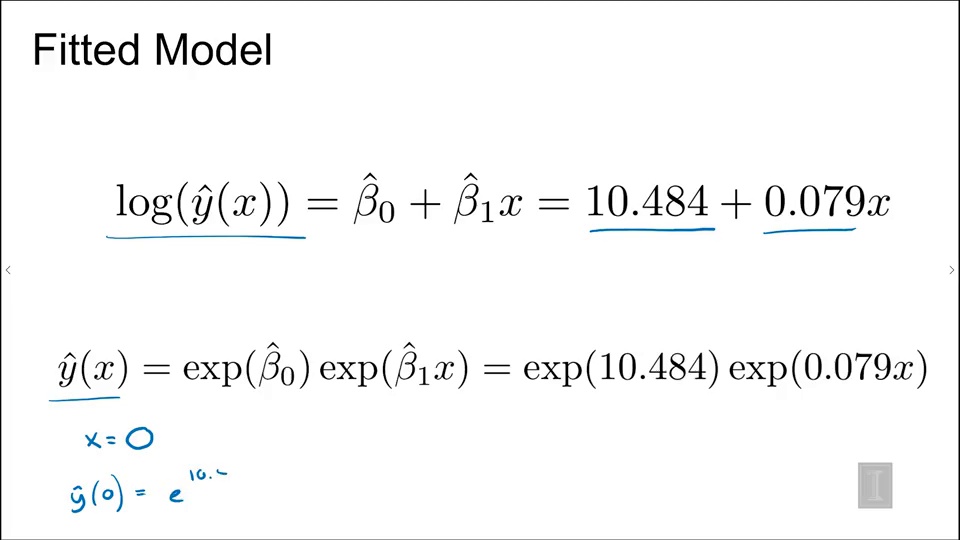 Fitted Model
log(ŷ(x)) = β̂₀ + β̂₁x = 10.484 + 0.079x
ŷ(x) = exp(β̂₀) exp(β̂₁x) = exp(10.484) exp(0.079x)
x = 0
ŷ(0) = e^10.